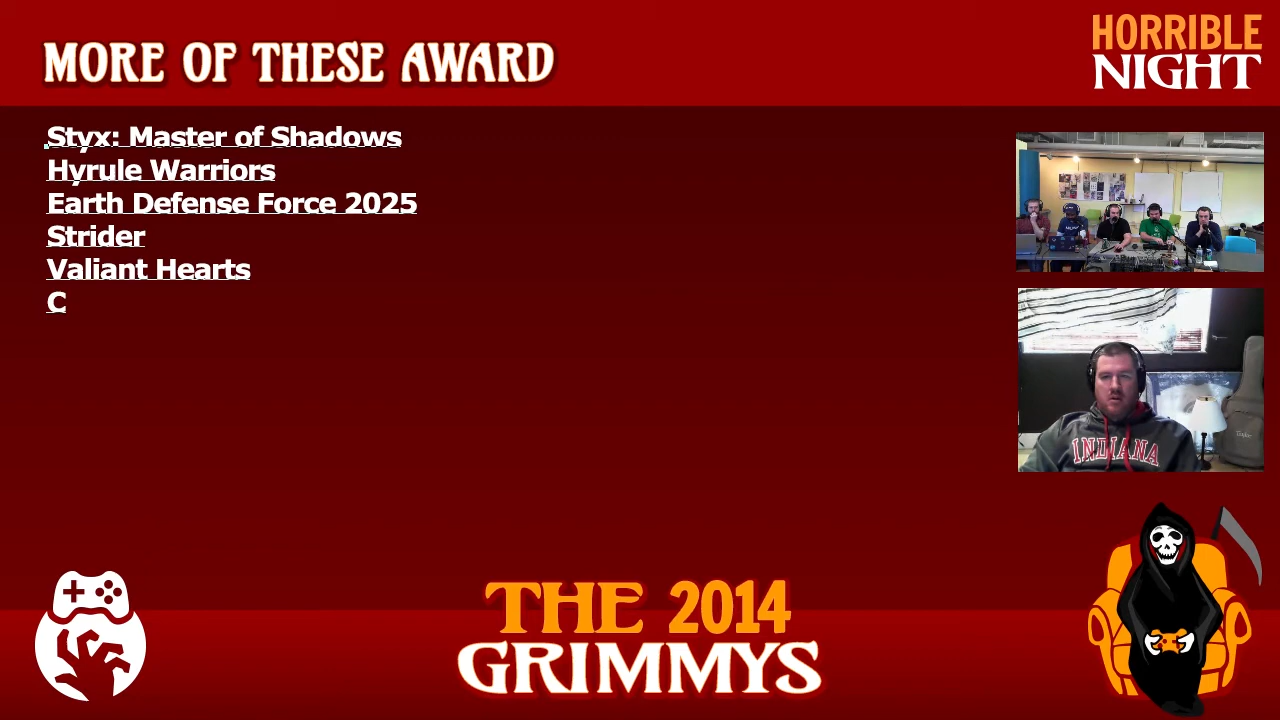 MORE OF THESE AWARD
HORRIBLE
NIGHT
Styx: Master of Shadows
Hyrule Warriors
Earth Defense Force 2025
Strider
Valiant Hearts
C
INDIANA
Taylor
THE 2014
GRIMMYS